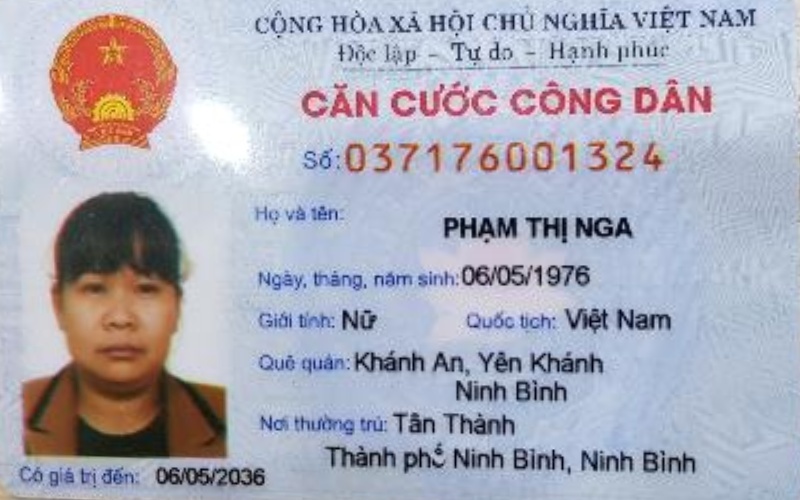 CỘNG HÒA XÃ HỘI CHỦ NGHĨA VIỆT NAM
Độc lập – Tự do – Hạnh phúc
CĂN CƯỚC CÔNG DÂN
Số: 037176001324
Họ và tên: PHẠM THỊ NGA
Ngày, tháng, năm sinh: 06/05/1976
Giới tính: Nữ Quốc tịch: Việt Nam
Quê quán: Khánh An, Yên Khánh
Ninh Bình
Nơi thường trú: Tân Thành
Thành phố Ninh Bình, Ninh Bình
Có giá trị đến: 06/05/2036